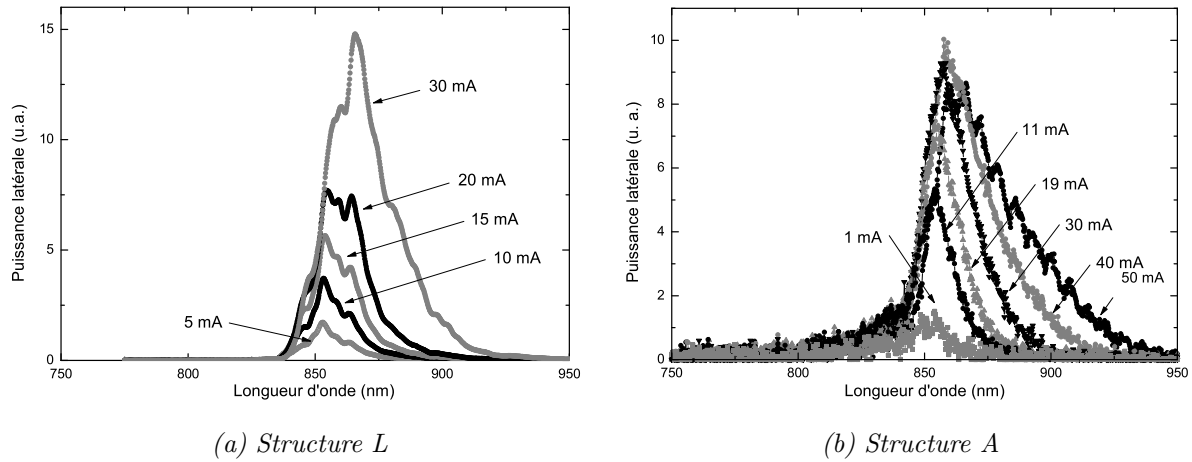 15
10
5
0
Puissance latérale (u.a.)
30 mA
20 mA
15 mA
10 mA
5 mA
750
800
850
900
950
Longueur d'onde (nm)
(a) Structure L
10
8
6
4
2
0
Puissance latérale (u. a.)
11 mA
19 mA
1 mA
30 mA
40 mA
50 mA
750
800
850
900
950
Longueur d'onde (nm)
(b) Structure A